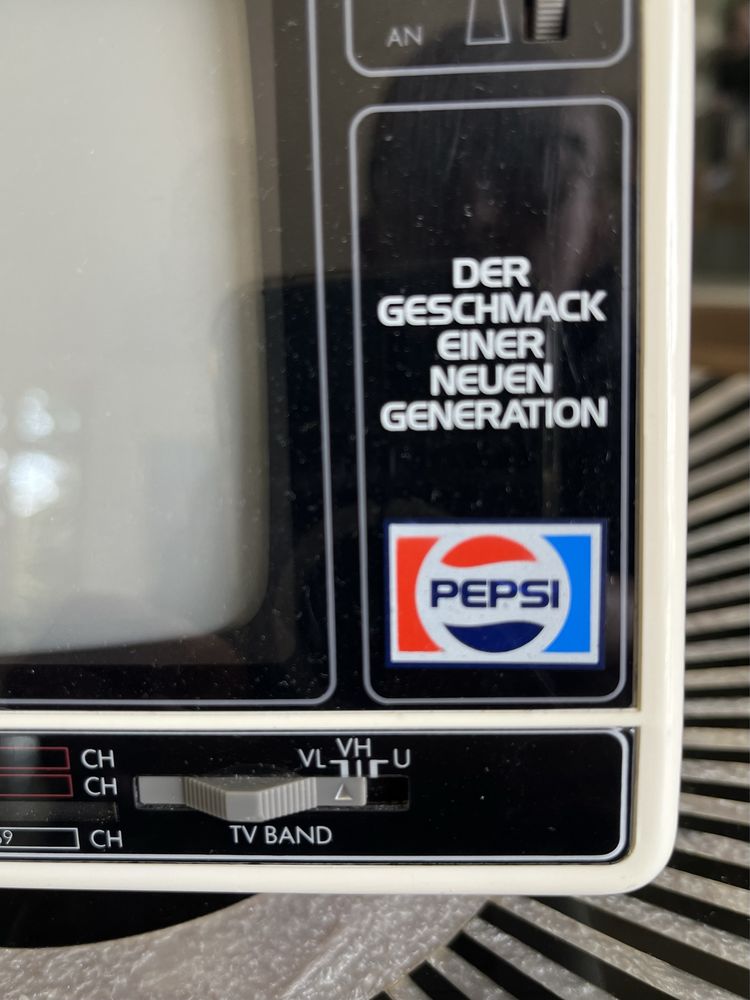 AN
DER
GESCHMACK
EINER
NEUEN
GENERATION
PEPSI
VL VH U
CH
CH
CH
TV BAND